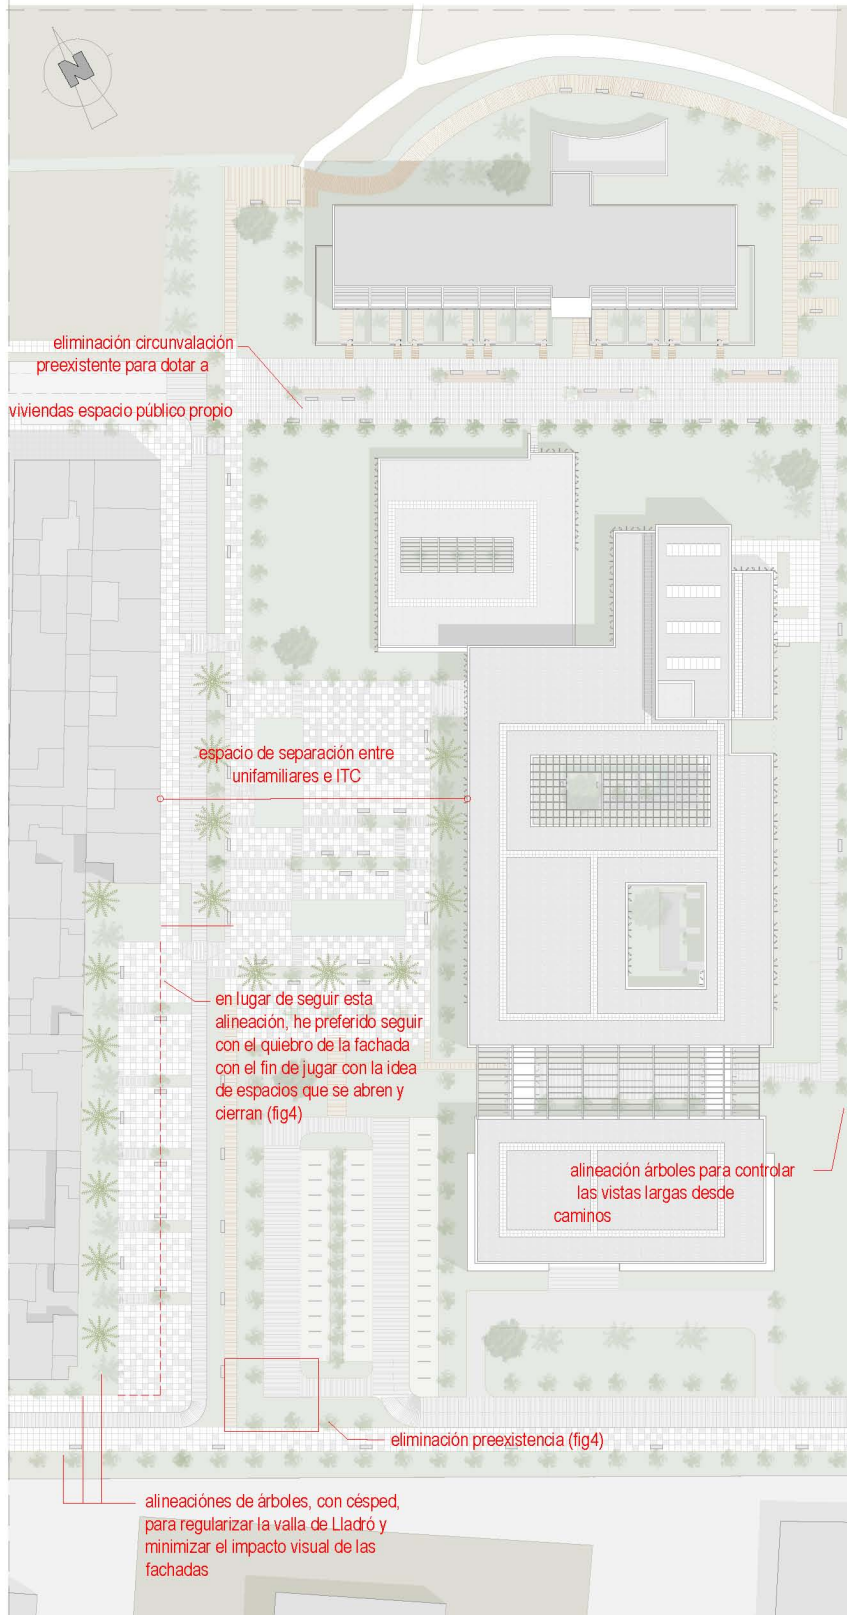 N
eliminación circunvalación
preexistente para dotar a
viviendas espacio público propio
espacio de separación entre
unifamiliares e ITC
en lugar de seguir esta
alineación, he preferido seguir
con el quiebro de la fachada
con el fin de jugar con la idea
de espacios que se abren y
cierran (fig4)
alineación árboles para controlar
las vistas largas desde
caminos
eliminación preexistencia (fig4)
alineaciónes de árboles, con césped,
para regularizar la valla de Lladró y
minimizar el impacto visual de las
fachadas